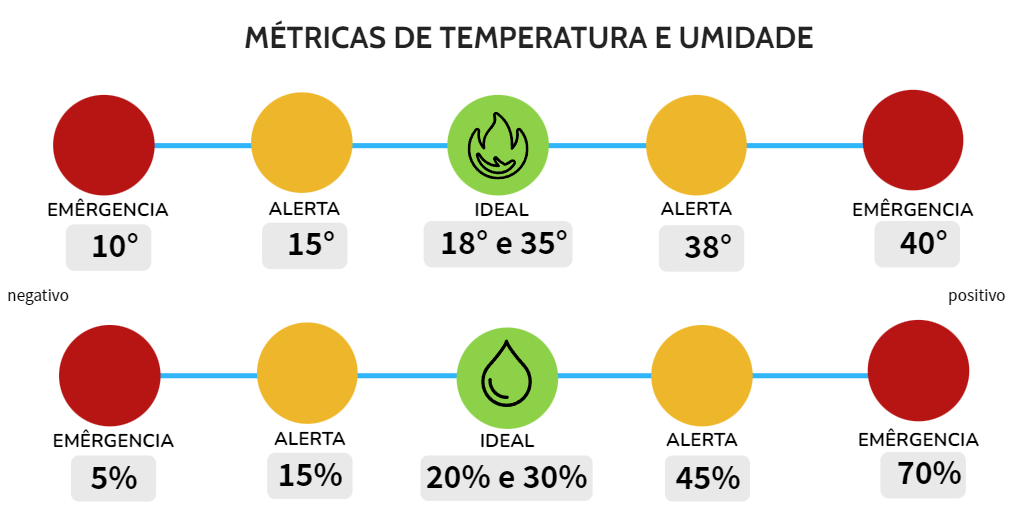 MÉTRICAS DE TEMPERATURA E UMIDADE
EMÊRGENCIA
ALERTA
IDEAL
ALERTA
EMÊRGENCIA
10°
15°
18° e 35°
38°
40°
negativo
positivo
EMÊRGENCIA
ALERTA
IDEAL
ALERTA
EMÊRGENCIA
5%
15%
20% e 30%
45%
70%